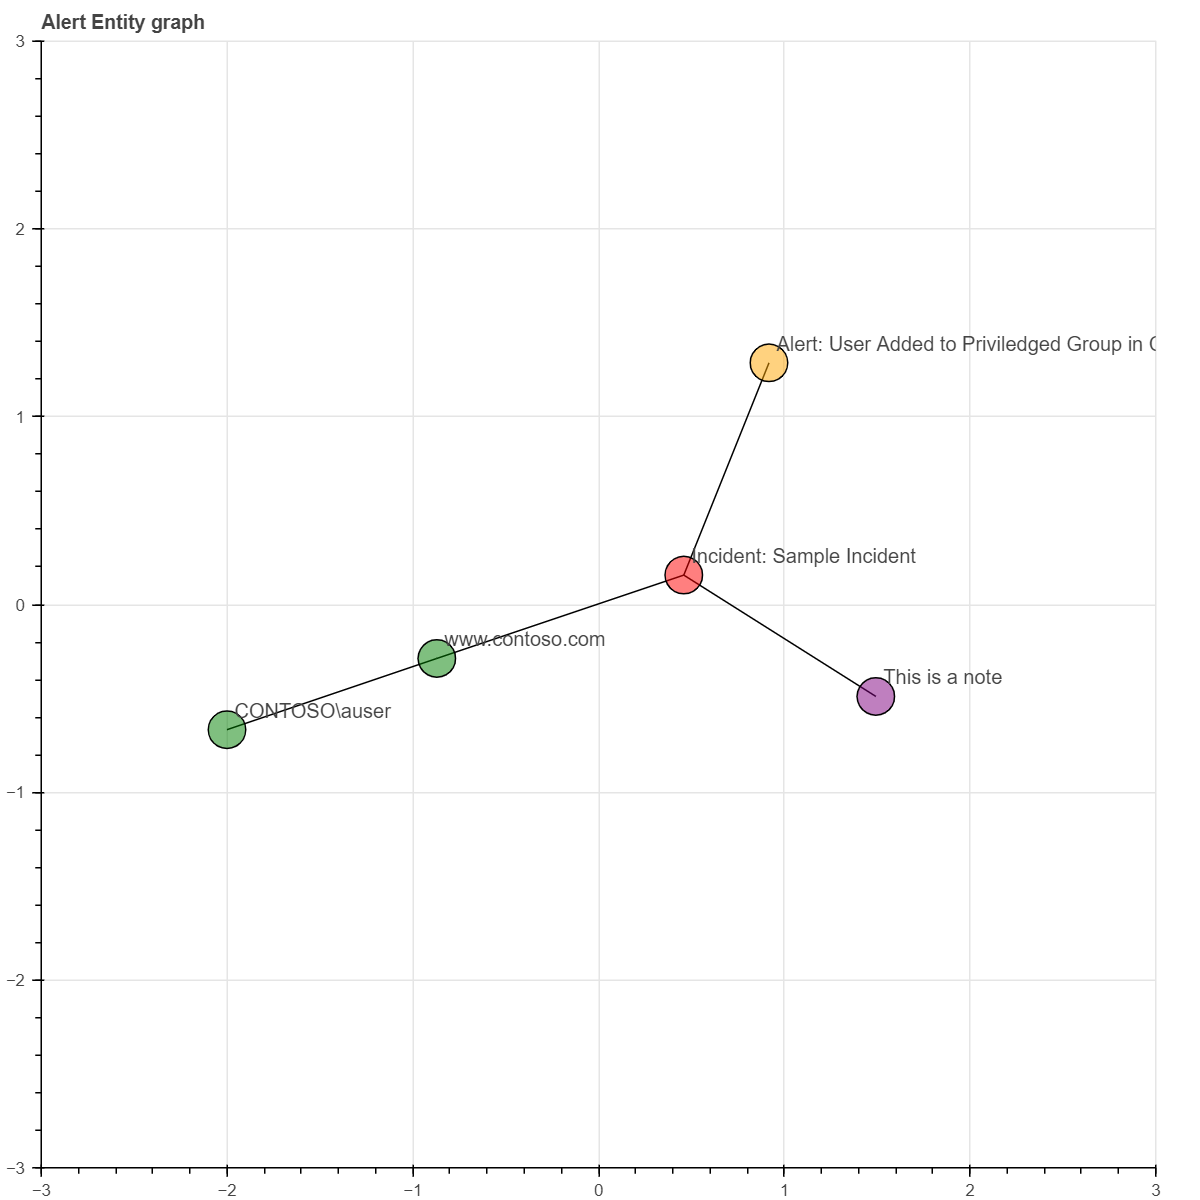 Alert Entity graph
3
2
Alert: User Added to Priviledged Group in
1
Incident: Sample Incident
0
www.contoso.com
This is a note
CONTOSO\auser
−1
−2
−3
−3 −2 −1 0 1 2 3